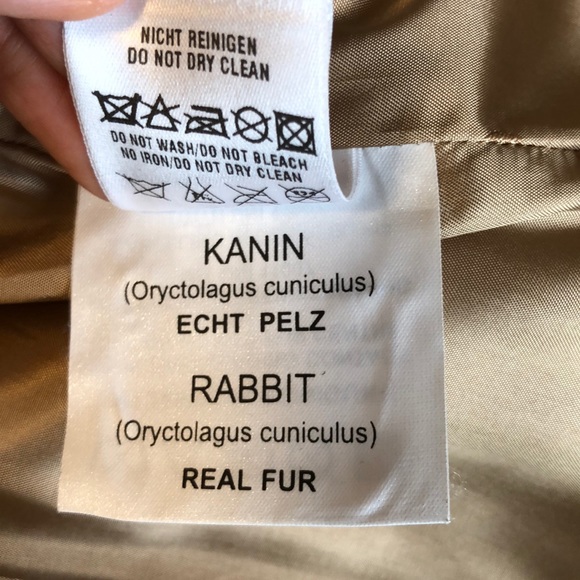 NICHT REINIGEN
DO NOT DRY CLEAN
DO NOT WASH/DO NOT BLEACH
NO IRON/DO NOT DRY CLEAN
KANIN
(Oryctolagus cuniculus)
ECHT PELZ
RABBIT
(Oryctolagus cuniculus)
REAL FUR